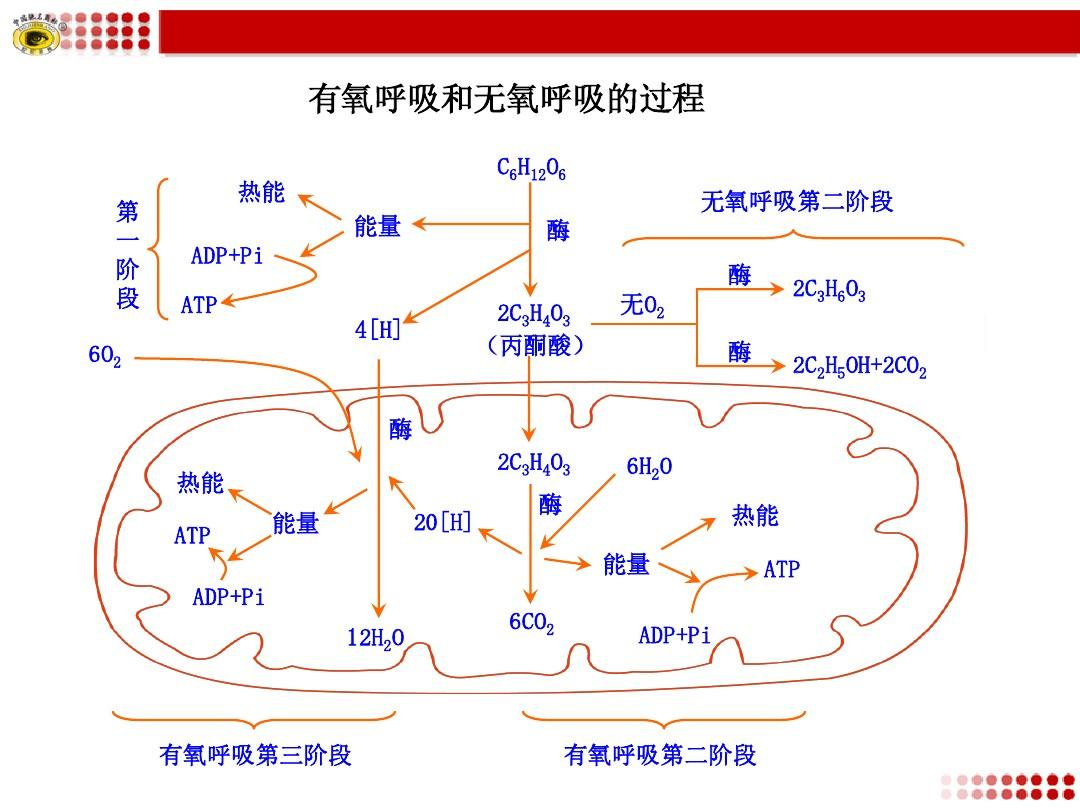 有氧呼吸和无氧呼吸的过程
C₆H₁₂O₆
热能
无氧呼吸第二阶段
第一阶段
能量
酶
ADP+Pi
酶
2C₃H₆O₃
ATP
无O₂
2C₃H₄O₃
4[H]
（丙酮酸）
6O₂
酶
2C₂H₅OH+2CO₂
酶
2C₃H₄O₃
6H₂O
热能
酶
20[H]
能量
热能
ATP
能量
ATP
ADP+Pi
6CO₂
12H₂O
ADP+Pi
有氧呼吸第三阶段
有氧呼吸第二阶段